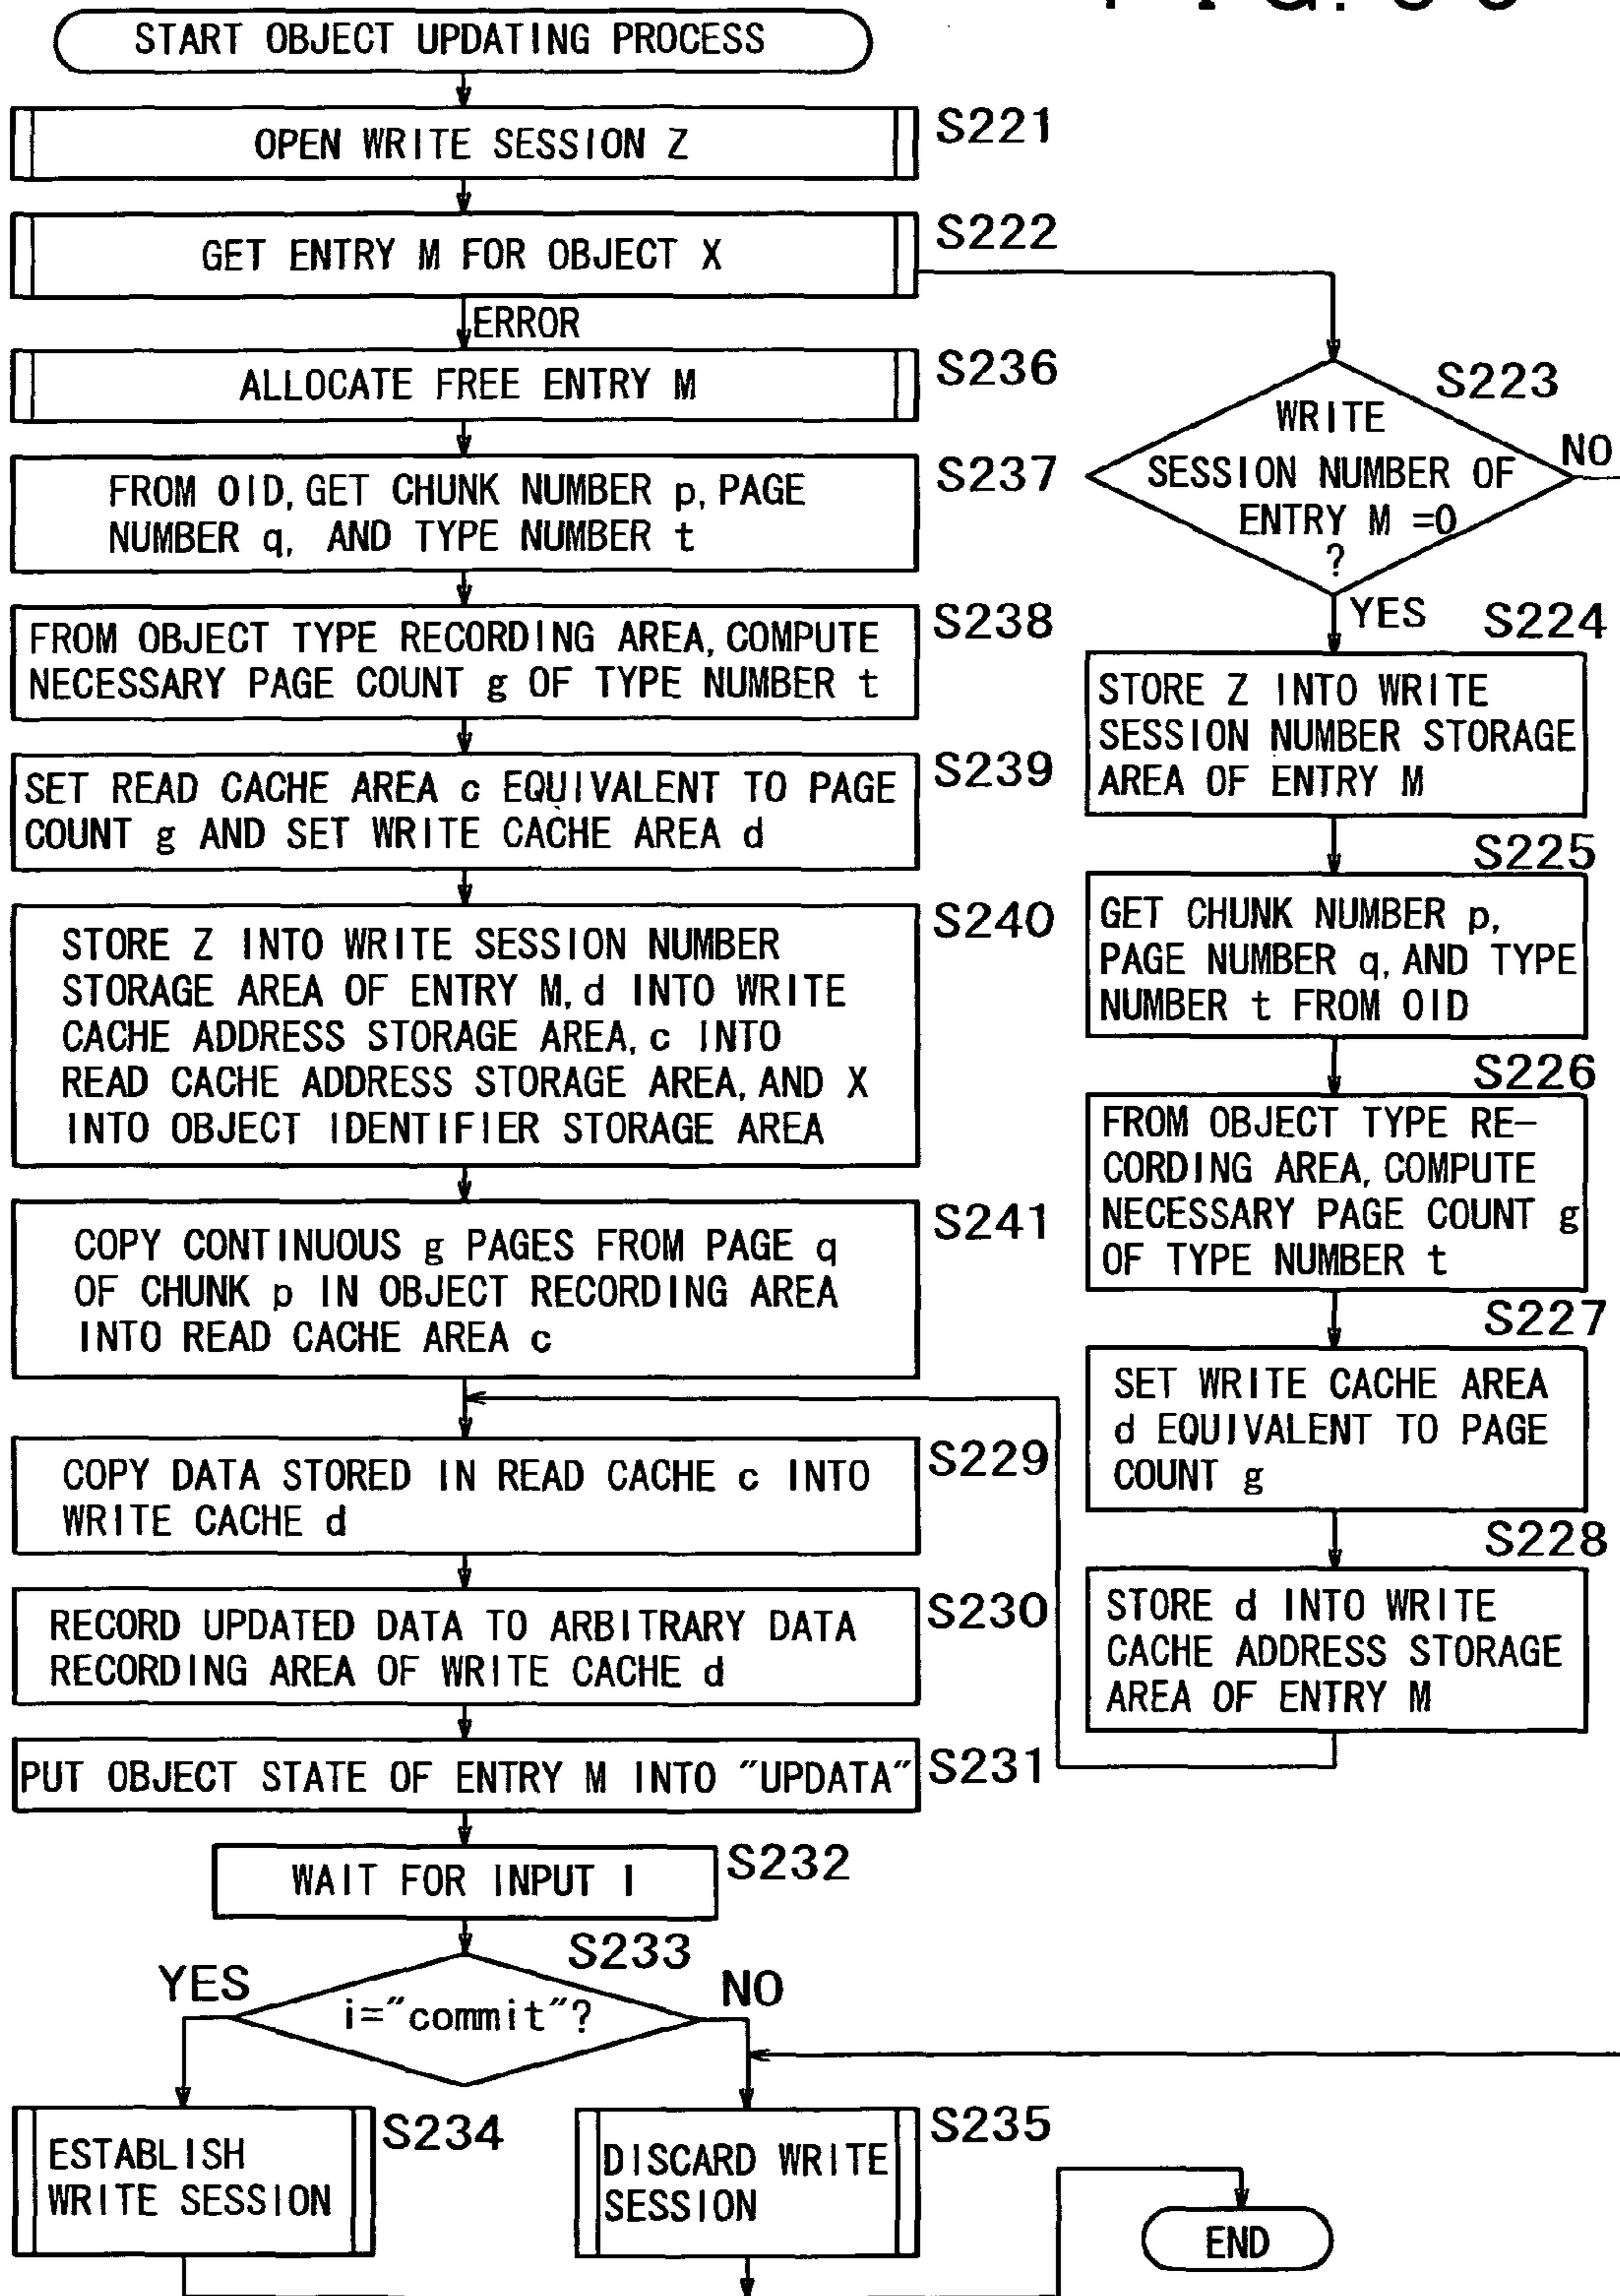 START OBJECT UPDATING PROCESS
OPEN WRITE SESSION Z
S221
GET ENTRY M FOR OBJECT X
S222
ERROR
ALLOCATE FREE ENTRY M
S236
FROM OID, GET CHUNK NUMBER p, PAGE
NUMBER q, AND TYPE NUMBER t
S237
FROM OBJECT TYPE RECORDING AREA, COMPUTE
NECESSARY PAGE COUNT g OF TYPE NUMBER t
S238
SET READ CACHE AREA c EQUIVALENT TO PAGE
COUNT g AND SET WRITE CACHE AREA d
S239
STORE Z INTO WRITE SESSION NUMBER
STORAGE AREA OF ENTRY M, d INTO WRITE
CACHE ADDRESS STORAGE AREA, c INTO
READ CACHE ADDRESS STORAGE AREA, AND X
INTO OBJECT IDENTIFIER STORAGE AREA
S240
COPY CONTINUOUS g PAGES FROM PAGE q
OF CHUNK p IN OBJECT RECORDING AREA
INTO READ CACHE AREA c
S241
COPY DATA STORED IN READ CACHE c INTO
WRITE CACHE d
S229
RECORD UPDATED DATA TO ARBITRARY DATA
RECORDING AREA OF WRITE CACHE d
S230
PUT OBJECT STATE OF ENTRY M INTO "UPDATA"
S231
WAIT FOR INPUT I
S232
S233
YES
i="commit"?
NO
ESTABLISH
WRITE SESSION
S234
DISCARD WRITE
SESSION
S235
END
S223
WRITE
SESSION NUMBER OF
ENTRY M =0
?
NO
YES
S224
STORE Z INTO WRITE
SESSION NUMBER STORAGE
AREA OF ENTRY M
S225
GET CHUNK NUMBER p,
PAGE NUMBER q, AND TYPE
NUMBER t FROM OID
S226
FROM OBJECT TYPE RE-
CORDING AREA, COMPUTE
NECESSARY PAGE COUNT g
OF TYPE NUMBER t
S227
SET WRITE CACHE AREA
d EQUIVALENT TO PAGE
COUNT g
S228
STORE d INTO WRITE
CACHE ADDRESS STORAGE
AREA OF ENTRY M